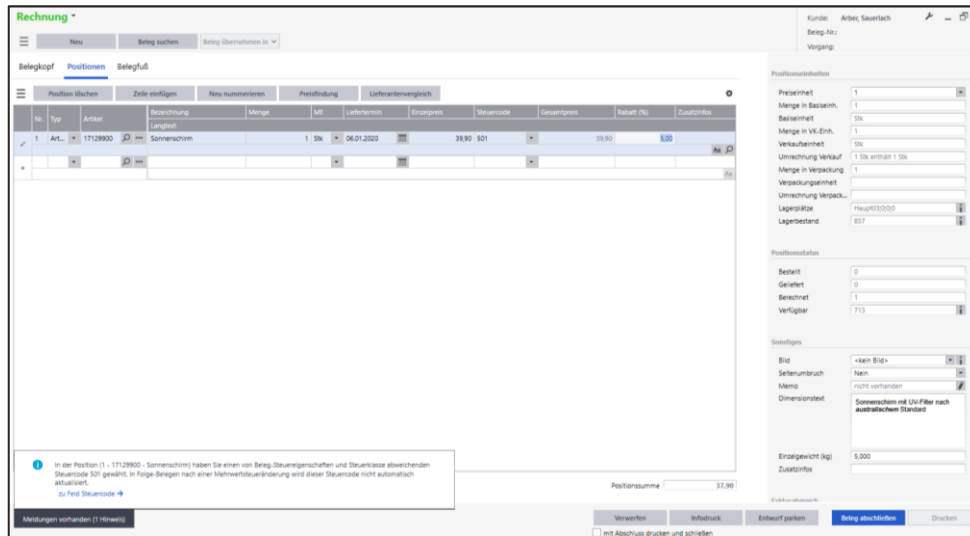 Rechnung
Kunde: Arber, Sauerlach
Beleg-Nr.:
Vorgang:
Neu
Beleg suchen
Beleg übernehmen in
Belegkopf Positionen Belegfuß
Position löschen
Zeile einfügen
Neu nummerieren
Preisfindung
Lieferantenvergleich
Nr. Typ Artikel Bezeichnung Menge ME Liefertermin Einzelpreis Steuercode Gesamtpreis Rabatt (%) Zusatzinfos
Langtext
1 Art... 17129900 Sonnenschirm 1 Stk 06.01.2020 39,90 501 39,90 5,00
Aa
Aa
Positionseinheiten
Preiseinheit 1
Menge in Basiseinh. 1
Basiseinheit Stk
Menge in VK-Einh. 1
Verkaufseinheit Stk
Umrechnung Verkauf 1 Stk enthält 1 Stk
Menge in Verpackung 1
Verpackungseinheit
Umrechnung Verpack...
Lagerplätze Haupt03;0;0;0
Lagerbestand 857
Positionsstatus
Bestellt 0
Geliefert 0
Berechnet 1
Verfügbar 713
Sonstiges
Bild <kein Bild>
Seitenumbruch Nein
Memo nicht vorhanden
Dimensionstext Sonnenschirm mit UV-Filter nach
australischem Standard
Einzelgewicht (kg) 5,000
Zusatzinfos
In der Position (1 - 17129900 - Sonnenschirm) haben Sie einen von Beleg-Steuereigenschaften und Steuerklasse abweichenden
Steuercode 501 gewählt. In Folge-Belegen nach einer Mehrwertsteueränderung wird dieser Steuercode nicht automatisch
aktualisiert.
zu Feld Steuercode →
Positionssumme 37,90
Meldungen vorhanden (1 Hinweis)
Verwerfen
Infodruck
Entwurf parken
Beleg abschließen
Drucken
mit Abschluss drucken und schließen